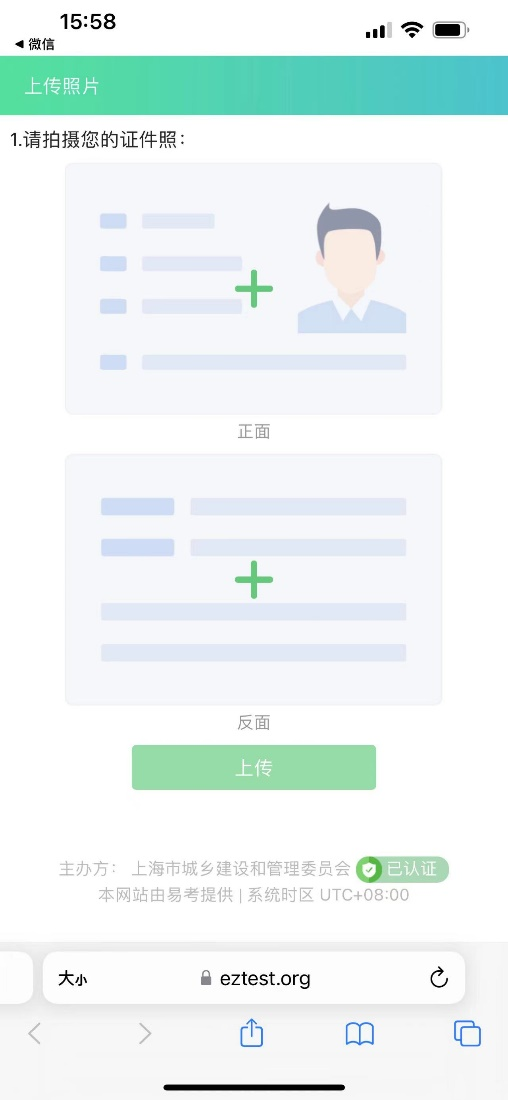 15:58
◀ 微信
上传照片
1.请拍摄您的证件照：
正面
反面
上传
主办方： 上海市城乡建设和管理委员会 已认证
本网站由易考提供 | 系统时区 UTC+08:00
大小 eztest.org